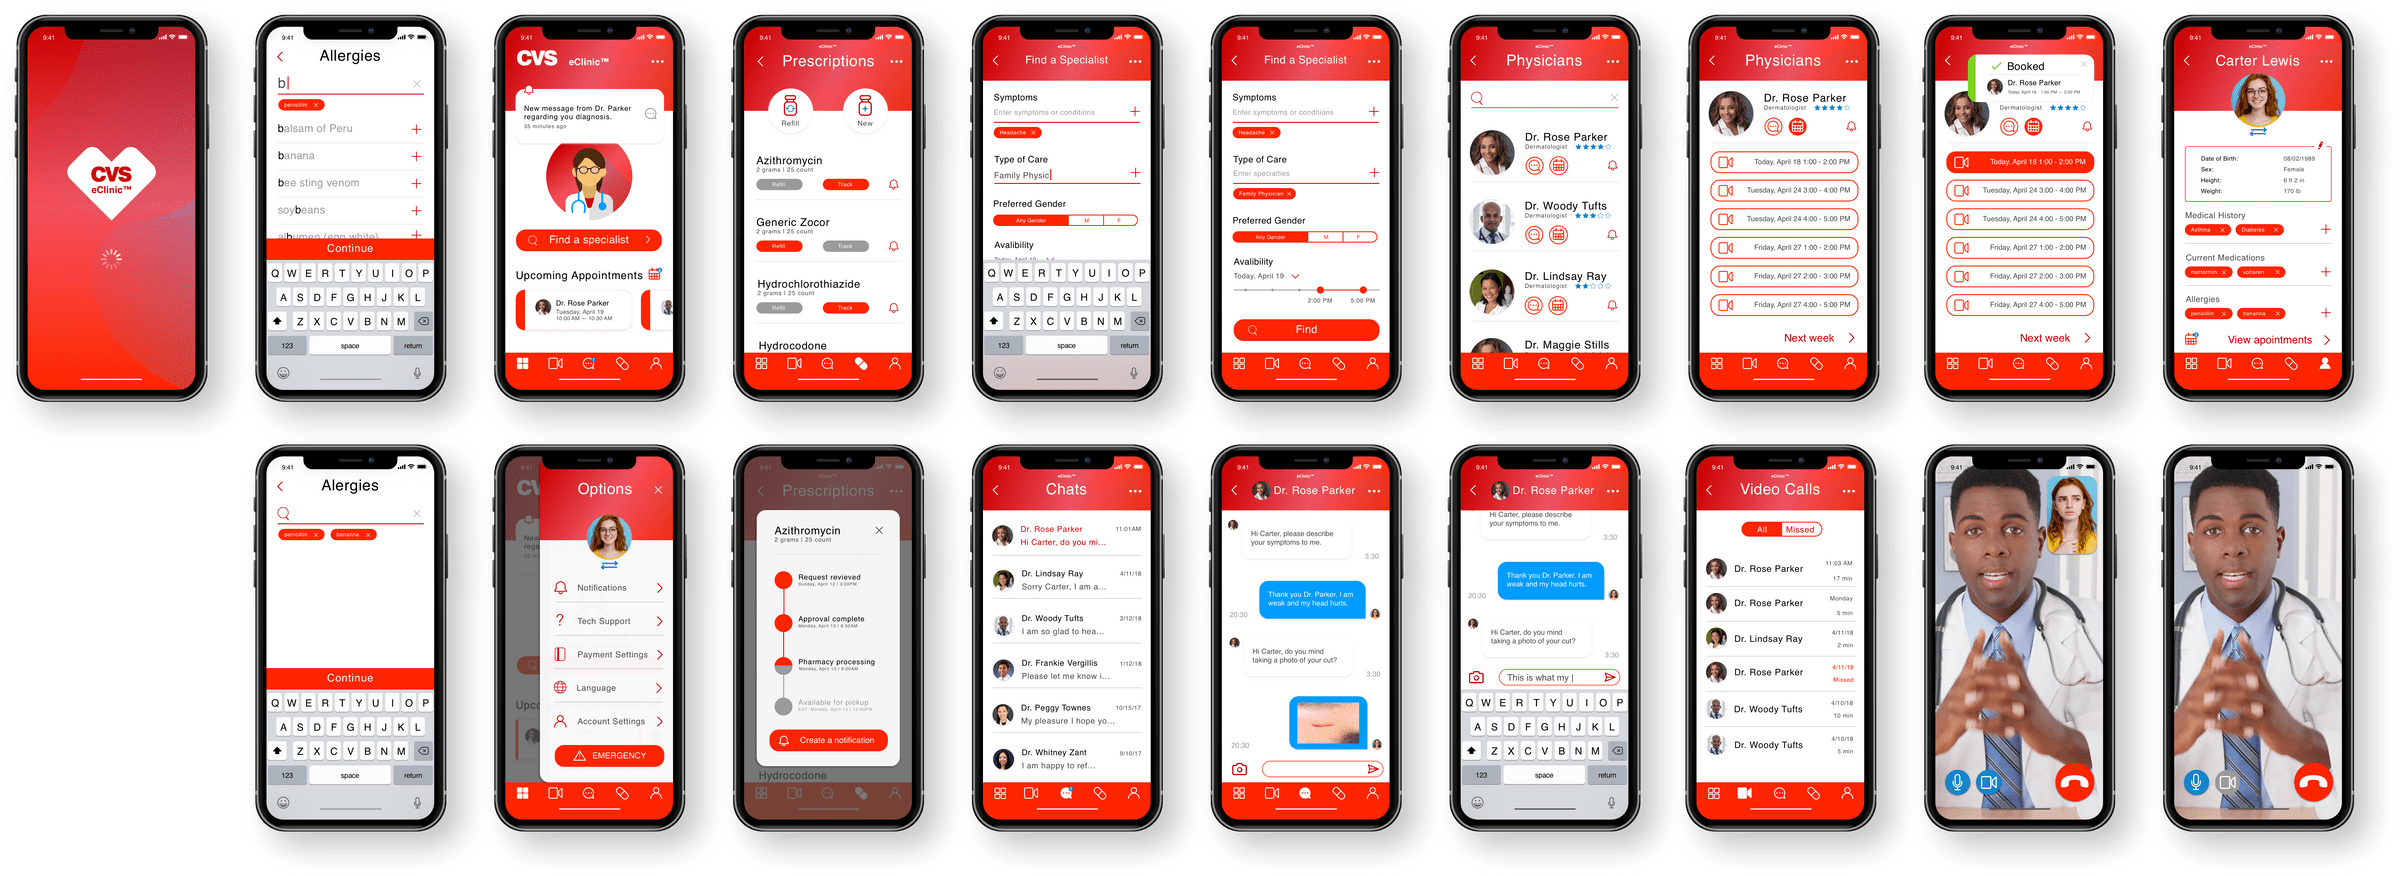 9:41
CVS
eClinic™
9:41
Allergies
b
penicillin ×
balsam of Peru
banana
bee sting venom
soybeans
albumen (egg white)
Continue
Q W E R T Y U I O P
A S D F G H J K L
Z X C V B N M
123 space return
9:41
CVS eClinic™
New message from Dr. Parker
regarding you diagnosis.
35 minutes ago
Find a specialist
Upcoming Appointments
Dr. Rose Parker
Tuesday, April 19
10:00 AM — 10:30 AM
9:41
eClinic™
Prescriptions
Refill New
Azithromycin
2 grams | 25 count
Refill Track
Generic Zocor
2 grams | 25 count
Refill Track
Hydrochlorothiazide
2 grams | 25 count
Refill Track
Hydrocodone
9:41
eClinic™
Find a Specialist
Symptoms
Enter symptoms or conditions
Headache ×
Type of Care
Family Physic
Preferred Gender
Any Gender M F
Avalibility
Today, April 19
Q W E R T Y U I O P
A S D F G H J K L
Z X C V B N M
123 space return
9:41
eClinic™
Find a Specialist
Symptoms
Enter symptoms or conditions
Headache ×
Type of Care
Enter specialties
Family Physician ×
Preferred Gender
Any Gender M F
Avalibility
Today, April 19
2:00 PM 5:00 PM
Find
9:41
eClinic™
Physicians
Dr. Rose Parker
Dermatologist
Dr. Woody Tufts
Dermatologist
Dr. Lindsay Ray
Dermatologist
Dr. Maggie Stills
9:41
eClinic™
Physicians
Dr. Rose Parker
Dermatologist
Today, April 18 1:00 - 2:00 PM
Tuesday, April 24 3:00 - 4:00 PM
Tuesday, April 24 4:00 - 5:00 PM
Friday, April 27 1:00 - 2:00 PM
Friday, April 27 2:00 - 3:00 PM
Friday, April 27 4:00 - 5:00 PM
Next week
9:41
eClinic™
Booked
Dr. Rose Parker
Today, April 18 1:00 PM — 2:00 PM
Dermatologist
Today, April 18 1:00 - 2:00 PM
Tuesday, April 24 3:00 - 4:00 PM
Tuesday, April 24 4:00 - 5:00 PM
Friday, April 27 1:00 - 2:00 PM
Friday, April 27 2:00 - 3:00 PM
Friday, April 27 4:00 - 5:00 PM
Next week
9:41
eClinic™
Carter Lewis
Date of Birth: 08/02/1989
Sex: Female
Height: 6 ft 2 in
Weight: 170 lb
Medical History
Asthma × Diabetes ×
Current Medications
metformin × voltaren ×
Allergies
penicillin × bananna ×
View apointments
9:41
Alergies
penicillin × bananna ×
Continue
Q W E R T Y U I O P
A S D F G H J K L
Z X C V B N M
123 space return
9:41
CV
Options
New
rega
Upco
Notifications
Tech Support
Payment Settings
Language
Account Settings
EMERGENCY
9:41
eClinic™
Prescriptions
Azithromycin
2 grams | 25 count
Request revieved
Sunday, April 12 | 3:00PM
Approval complete
Monday, April 13 | 8:30AM
Pharmacy processing
Monday, April 13 | 9:00AM
Available for pickup
Create a notification
Hydrocodone
9:41
eClinic™
Chats
Dr. Rose Parker 11:01AM
Hi Carter, do you mi...
Dr. Lindsay Ray 4/11/18
Sorry Carter, I am a...
Dr. Woody Tufts 3/12/18
I am so glad to hea...
Dr. Frankie Vergillis 1/12/18
Please let me know i...
Dr. Peggy Townes 10/15/17
My pleasure I hope yo...
Dr. Whitney Zant 9/10/17
I am happy to ref...
9:41
eClinic™
Dr. Rose Parker
Hi Carter, please describe
your symptoms to me.
3:30
Thank you Dr. Parker. I am
weak and my head hurts.
20:30
Hi Carter, do you mind
taking a photo of your cut?
3:30
20:30
9:41
eClinic™
Dr. Rose Parker
Hi Carter, please describe
your symptoms to me.
3:30
Thank you Dr. Parker. I am
weak and my head hurts.
20:30
Hi Carter, do you mind
taking a photo of your cut?
3:30
This is what my
Q W E R T Y U I O P
A S D F G H J K L
Z X C V B N M
123 space return
9:41
eClinic™
Video Calls
All Missed
Dr. Rose Parker 11:03 AM
17 min
Dr. Rose Parker Monday
5 min
Dr. Lindsay Ray 4/11/18
2 min
Dr. Rose Parker 4/11/18
Missed
Dr. Woody Tufts 4/10/18
10 min
Dr. Woody Tufts 4/10/18
5 min
9:41
9:41